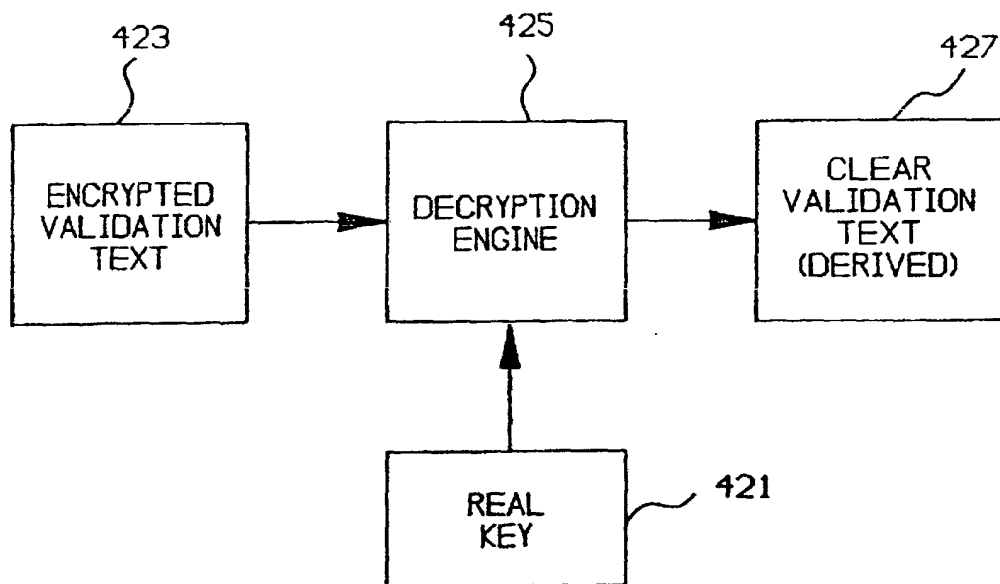 423
425
427
ENCRYPTED
VALIDATION
TEXT
DECRYPTION
ENGINE
CLEAR
VALIDATION
TEXT
(DERIVED)
REAL
KEY
421